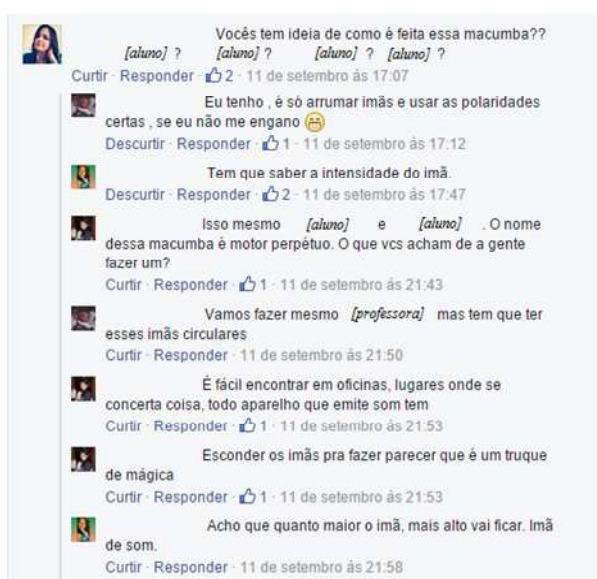 Vocês tem ideia de como é feita essa macumba??
[aluno] ? [aluno] ? [aluno] ? [aluno] ?
Curtir · Responder · 2 · 11 de setembro às 17:07
Eu tenho , é só arrumar imãs e usar as polaridades
certas , se eu não me engano
Descurtir · Responder · 1 · 11 de setembro às 17:12
Tem que saber a intensidade do imã.
Descurtir · Responder · 2 · 11 de setembro às 17:47
Isso mesmo [aluno] e [aluno] . O nome
dessa macumba é motor perpétuo. O que vcs acham de a gente
fazer um?
Curtir · Responder · 1 · 11 de setembro às 21:43
Vamos fazer mesmo [professora] mas tem que ter
esses imãs circulares
Curtir · Responder · 11 de setembro às 21:50
É fácil encontrar em oficinas, lugares onde se
concerta coisa, todo aparelho que emite som tem
Curtir · Responder · 1 · 11 de setembro às 21:53
Esconder os imãs pra fazer parecer que é um truque
de mágica
Curtir · Responder · 1 · 11 de setembro às 21:53
Acho que quanto maior o imã, mais alto vai ficar. Imã
de som.
Curtir · Responder · 11 de setembro às 21:58